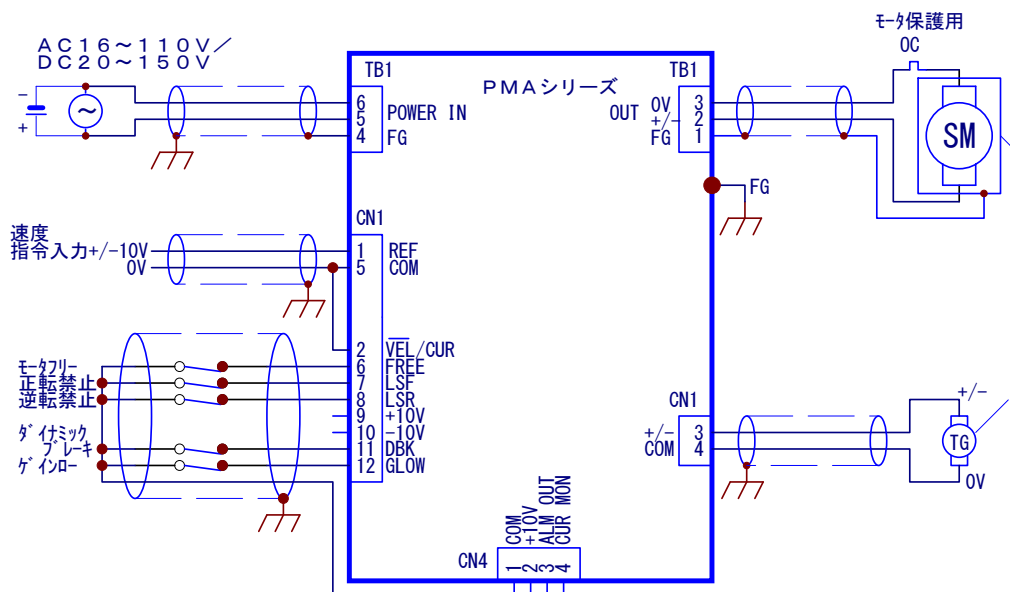 モータ保護用
OC
AC16~110V/
DC20~150V
TB1
PMAシリーズ
TB1
-
+
~
6
5
4
POWER IN
FG
OUT
0V
+/-
FG
3
2
1
SM
FG
CN1
速度
指令入力+/-10V
0V
1 REF
5 COM
2 VEL/CUR
6 FREE
7 LSF
8 LSR
9 +10V
10 -10V
11 DBK
12 GLOW
モータフリー
正転禁止
逆転禁止
ダイナミック
ブレーキ
ゲインロー
CN1
+/- 3
COM 4
+/-
TG
0V
CN4
COM
+10V
ALM OUT
CUR MON
1
2
3
4